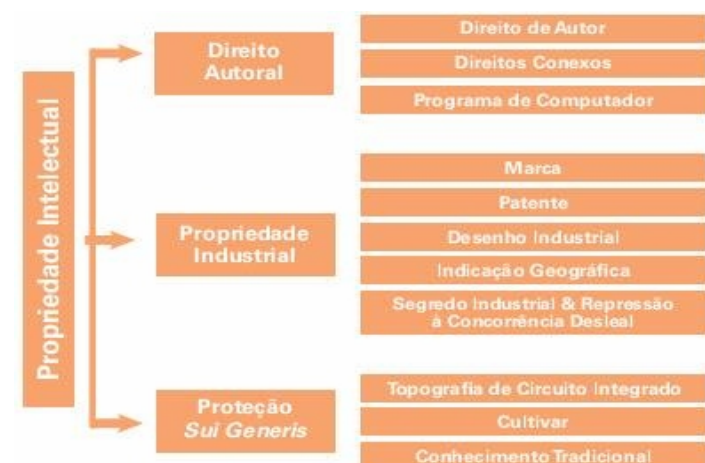 Propriedade Intelectual
Direito
Autoral
Direito de Autor
Direitos Conexos
Programa de Computador
Propriedade
Industrial
Marca
Patente
Desenho Industrial
Indicação Geográfica
Segredo Industrial & Repressão
à Concorrência Desleal
Proteção
Sui Generis
Topografia de Circuito Integrado
Cultivar
Conhecimento Tradicional